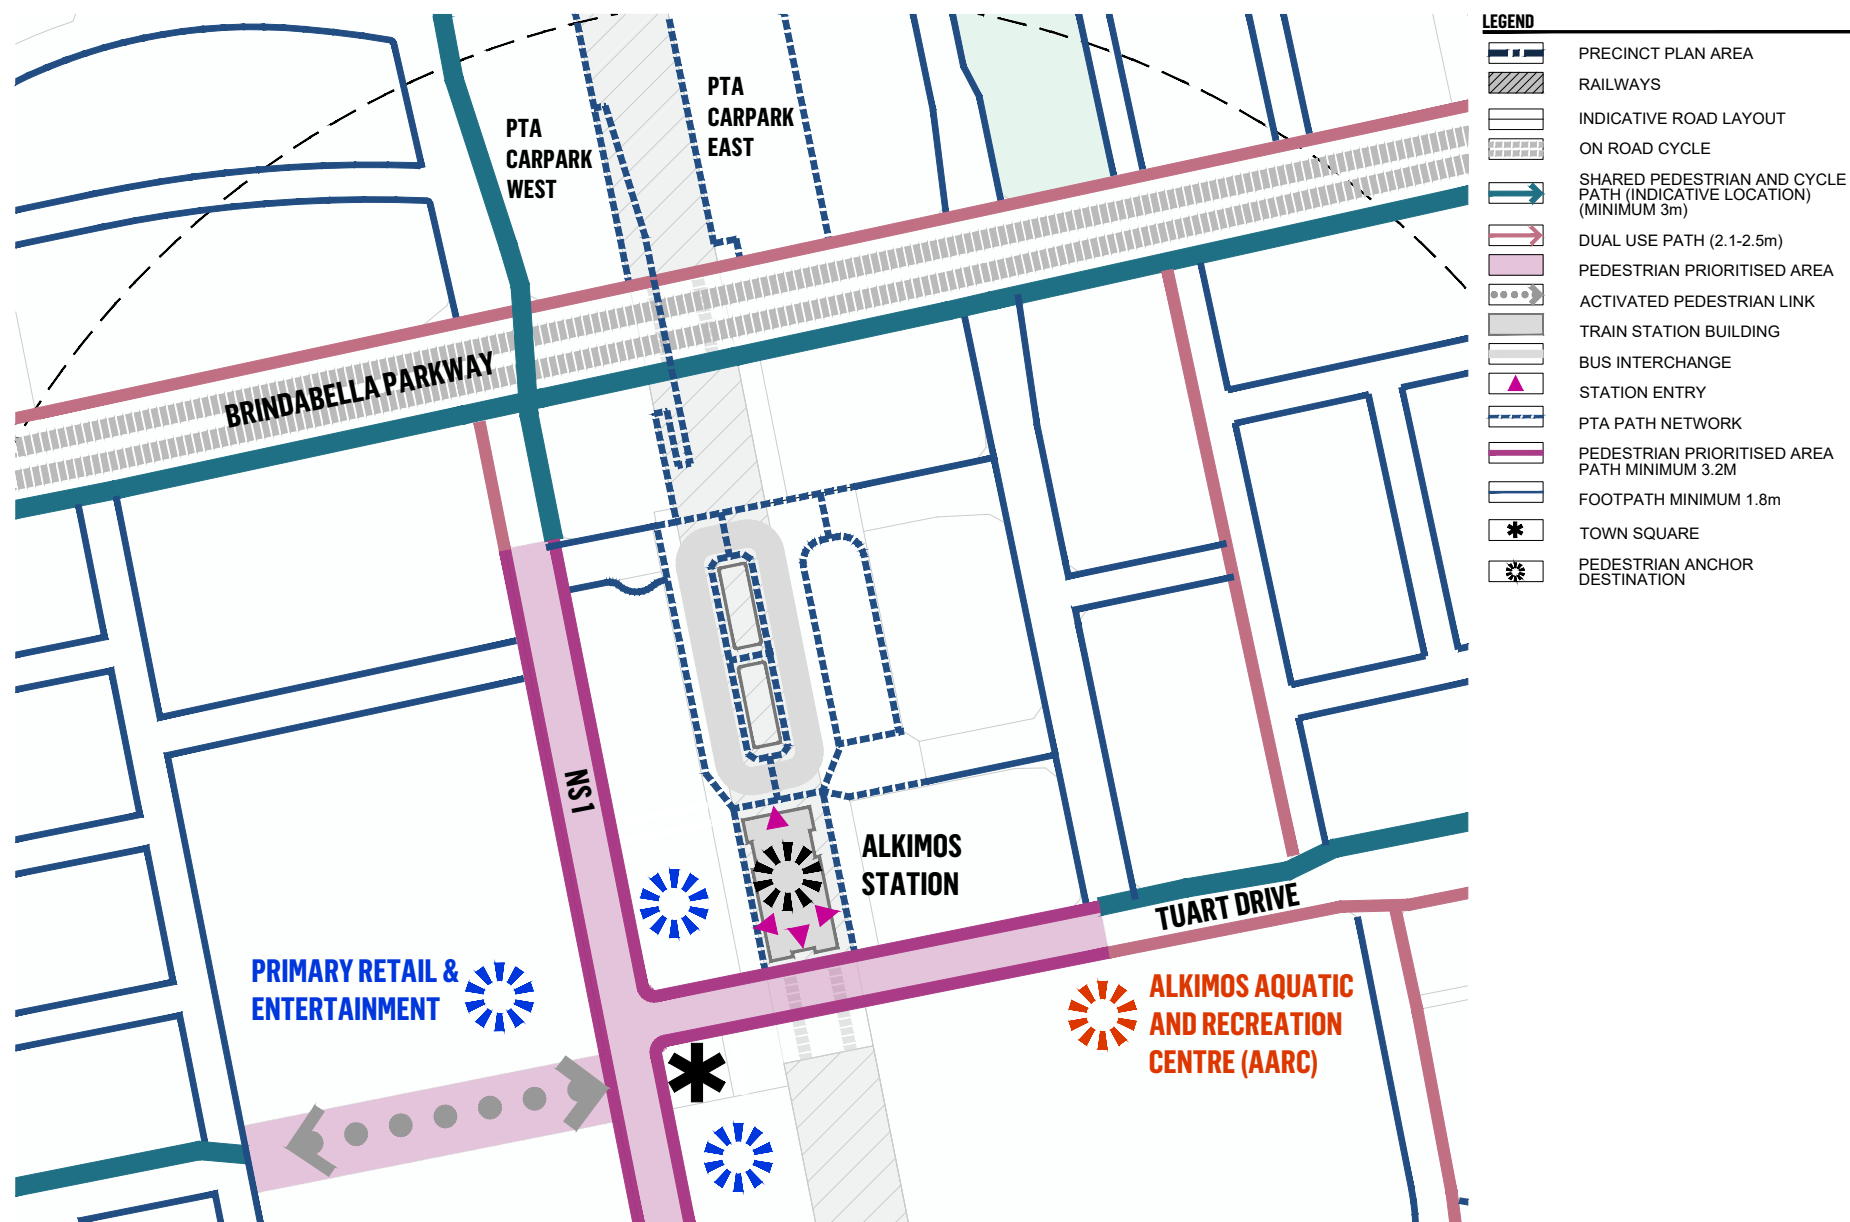 PTA
CARPARK
WEST
PTA
CARPARK
EAST
BRINDABELLA PARKWAY
NS 1
ALKIMOS
STATION
TUART DRIVE
PRIMARY RETAIL &
ENTERTAINMENT
ALKIMOS AQUATIC
AND RECREATION
CENTRE (AARC)
LEGEND
PRECINCT PLAN AREA
RAILWAYS
INDICATIVE ROAD LAYOUT
ON ROAD CYCLE
SHARED PEDESTRIAN AND CYCLE
PATH (INDICATIVE LOCATION)
(MINIMUM 3m)
DUAL USE PATH (2.1-2.5m)
PEDESTRIAN PRIORITISED AREA
ACTIVATED PEDESTRIAN LINK
TRAIN STATION BUILDING
BUS INTERCHANGE
STATION ENTRY
PTA PATH NETWORK
PEDESTRIAN PRIORITISED AREA
PATH MINIMUM 3.2M
FOOTPATH MINIMUM 1.8m
TOWN SQUARE
PEDESTRIAN ANCHOR
DESTINATION